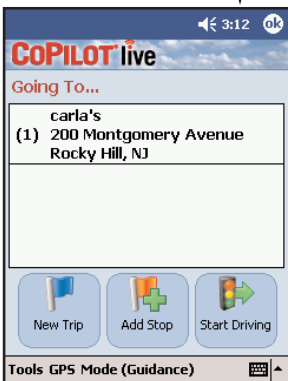 3:12 ok
COPILOT live
Going To...
carla's
(1) 200 Montgomery Avenue
Rocky Hill, NJ
New Trip Add Stop Start Driving
Tools GPS Mode (Guidance)